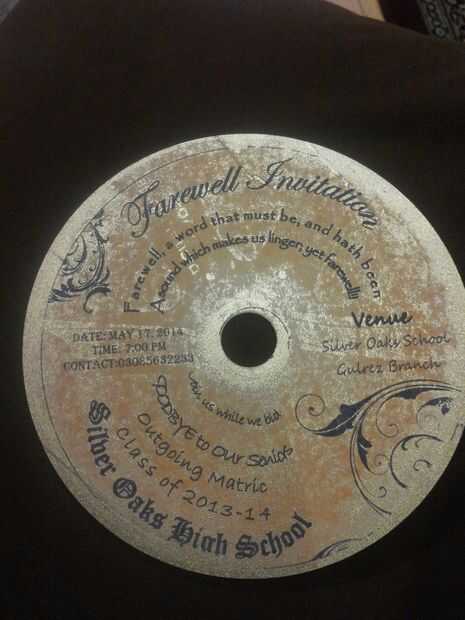 Farewell Invitation
Farewell, a word that must be, and hath been
A sound which makes us linger, yet farewell!
DATE: MAY 17, 2014
TIME: 7:00 PM
CONTACT:03085632233
Venue
Silver Oaks School
Gulrez Branch
Join us while we bid
GOODBYE to Our Seniors
Outgoing Matric
Class of 2013-14
Silver Oaks High School